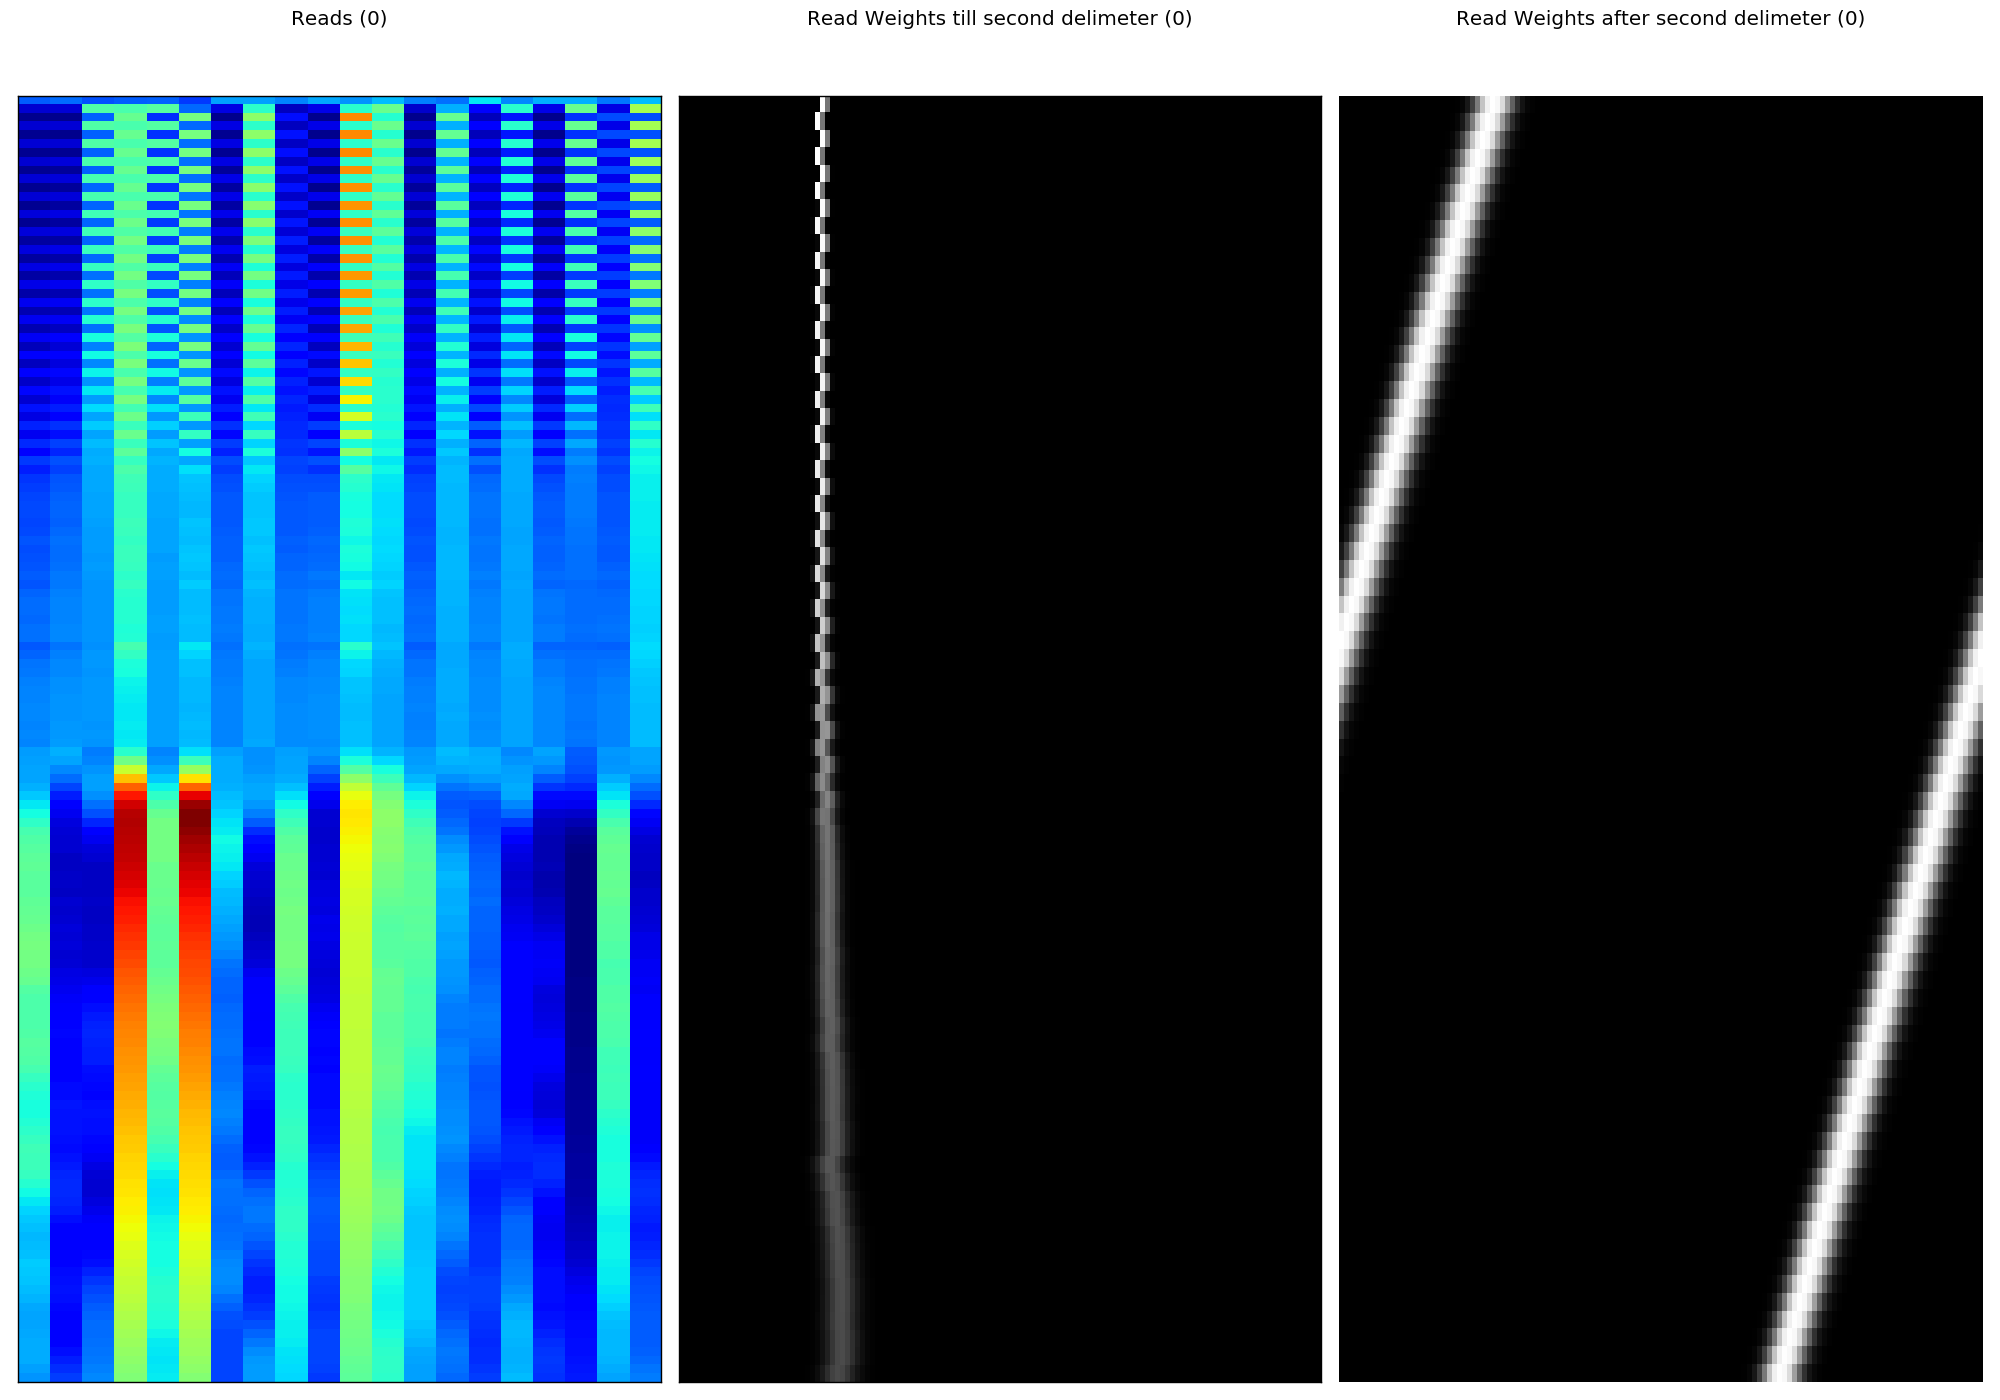 Reads (0)
Read Weights till second delimeter (0)
Read Weights after second delimeter (0)